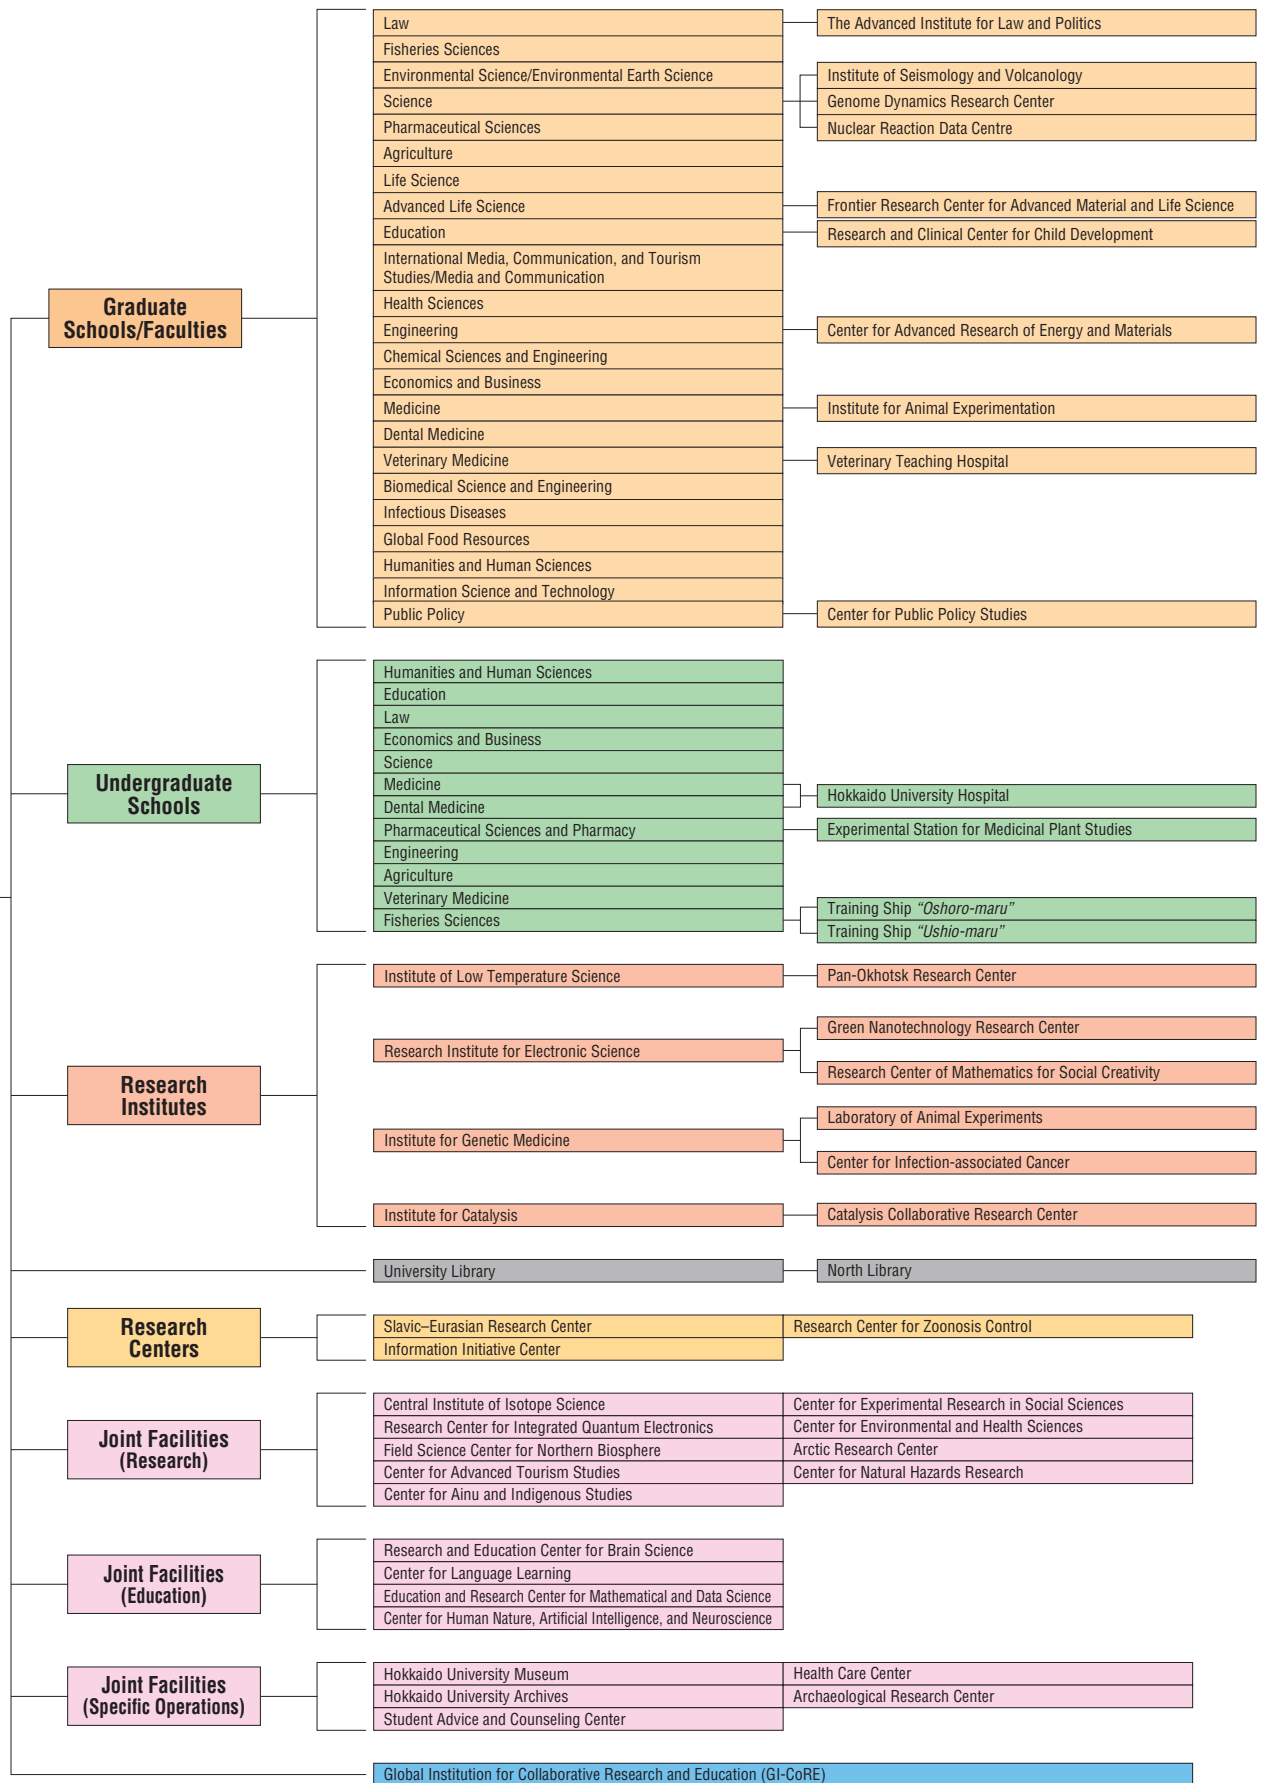 Graduate
Schools/Faculties
Law
The Advanced Institute for Law and Politics
Fisheries Sciences
Environmental Science/Environmental Earth Science
Institute of Seismology and Volcanology
Science
Genome Dynamics Research Center
Pharmaceutical Sciences
Nuclear Reaction Data Centre
Agriculture
Life Science
Advanced Life Science
Frontier Research Center for Advanced Material and Life Science
Education
Research and Clinical Center for Child Development
International Media, Communication, and Tourism
Studies/Media and Communication
Health Sciences
Engineering
Center for Advanced Research of Energy and Materials
Chemical Sciences and Engineering
Economics and Business
Medicine
Institute for Animal Experimentation
Dental Medicine
Veterinary Medicine
Veterinary Teaching Hospital
Biomedical Science and Engineering
Infectious Diseases
Global Food Resources
Humanities and Human Sciences
Information Science and Technology
Public Policy
Center for Public Policy Studies
Undergraduate
Schools
Humanities and Human Sciences
Education
Law
Economics and Business
Science
Medicine
Hokkaido University Hospital
Dental Medicine
Pharmaceutical Sciences and Pharmacy
Experimental Station for Medicinal Plant Studies
Engineering
Agriculture
Veterinary Medicine
Training Ship “Oshoro-maru”
Fisheries Sciences
Training Ship “Ushio-maru”
Research
Institutes
Institute of Low Temperature Science
Pan-Okhotsk Research Center
Research Institute for Electronic Science
Green Nanotechnology Research Center
Research Center of Mathematics for Social Creativity
Institute for Genetic Medicine
Laboratory of Animal Experiments
Center for Infection-associated Cancer
Institute for Catalysis
Catalysis Collaborative Research Center
University Library
North Library
Research
Centers
Slavic–Eurasian Research Center
Research Center for Zoonosis Control
Information Initiative Center
Joint Facilities
(Research)
Central Institute of Isotope Science
Center for Experimental Research in Social Sciences
Research Center for Integrated Quantum Electronics
Center for Environmental and Health Sciences
Field Science Center for Northern Biosphere
Arctic Research Center
Center for Advanced Tourism Studies
Center for Natural Hazards Research
Center for Ainu and Indigenous Studies
Joint Facilities
(Education)
Research and Education Center for Brain Science
Center for Language Learning
Education and Research Center for Mathematical and Data Science
Center for Human Nature, Artificial Intelligence, and Neuroscience
Joint Facilities
(Specific Operations)
Hokkaido University Museum
Health Care Center
Hokkaido University Archives
Archaeological Research Center
Student Advice and Counseling Center
Global Institution for Collaborative Research and Education (GI-CoRE)